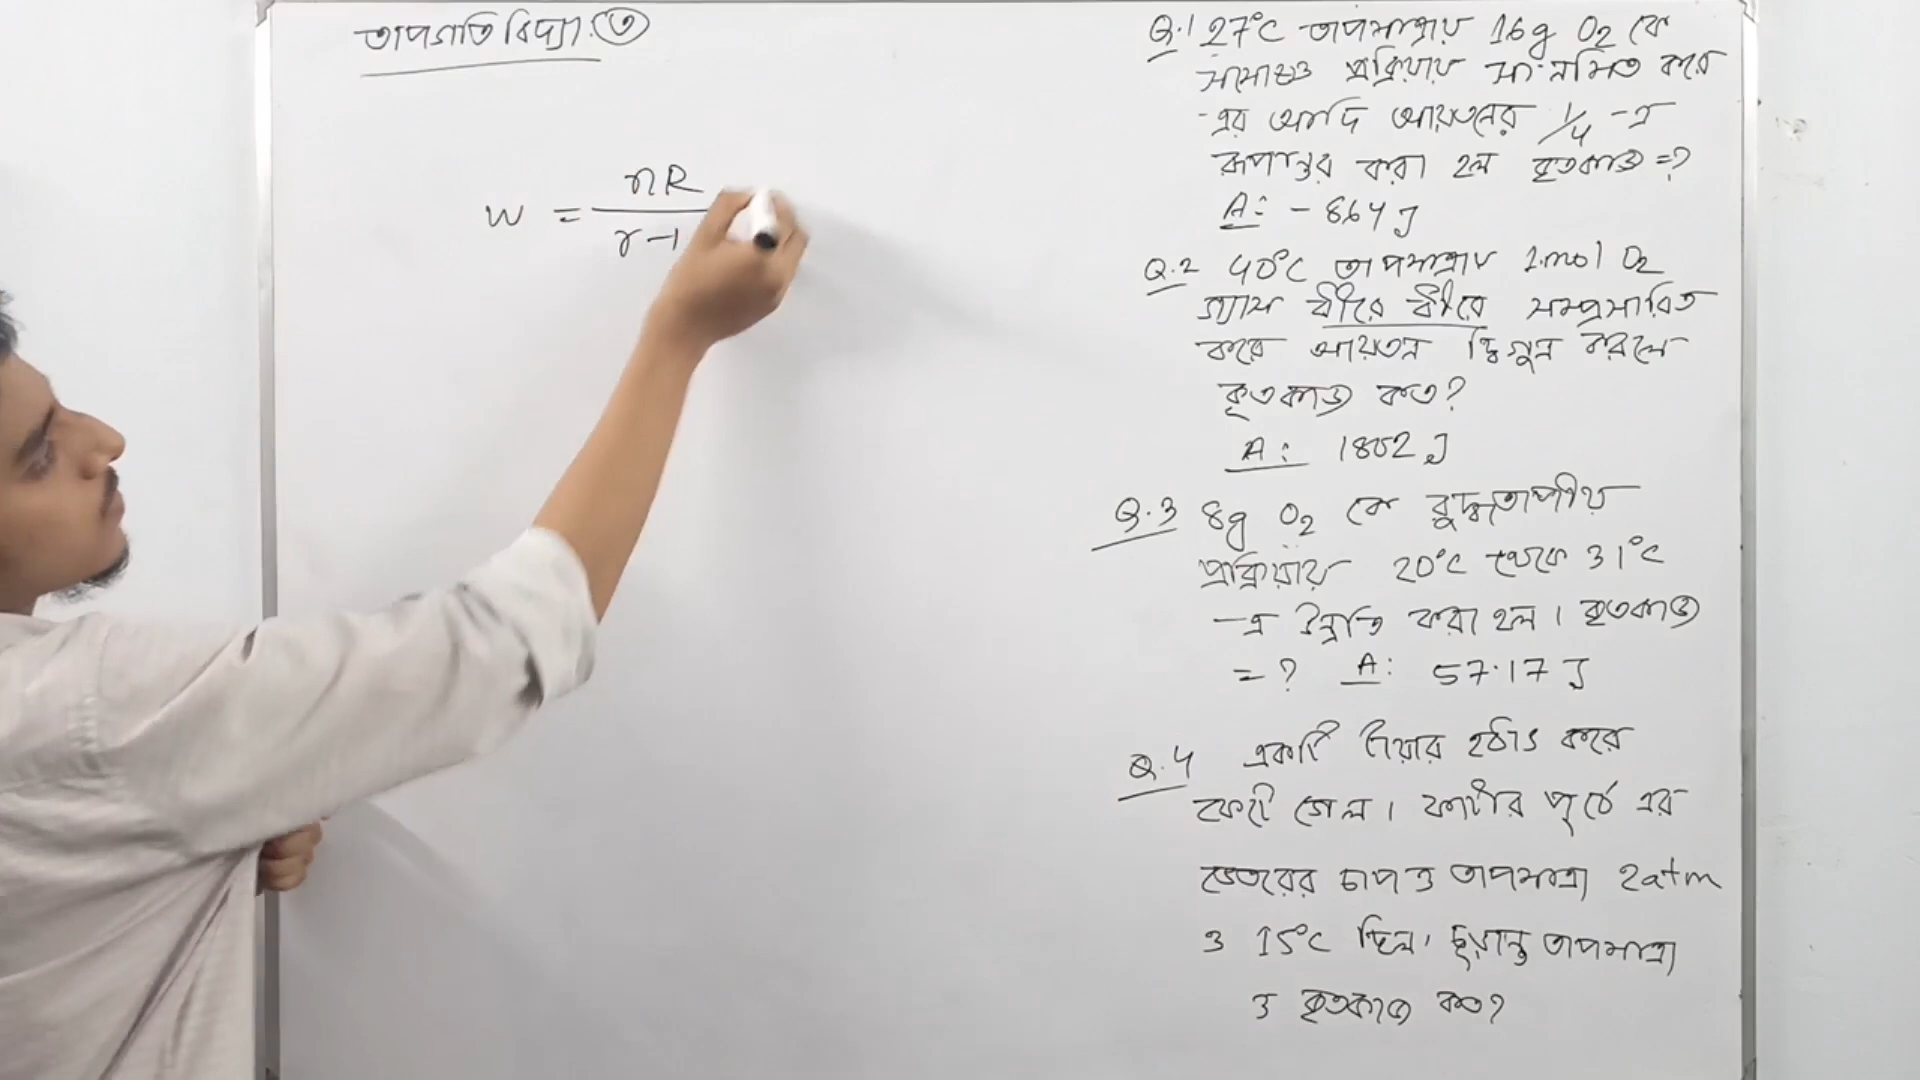 তাপগতিবিদ্যা: ৩
W = nR / γ-1
Q.1 27°C তাপমাত্রায় 16g O₂ কে
সমোষ্ণ প্রক্রিয়ায় সংনমিত করে
-এর আদি আয়তনের 1/4 -এ
রূপান্তর করা হল কৃতকাজ =?
A: - 864 J
Q.2 40°C তাপমাত্রায় 1 mol O₂
গ্যাস ধীরে ধীরে সম্প্রসারিত
করে আয়তন দ্বিগুন করলে
কৃতকাজ কত?
A: 1802 J
Q.3 8g O₂ কে রুদ্ধতাপীয়
প্রক্রিয়ায় 20°C থেকে 31°C
-এ উন্নতি করা হল। কৃতকাজ
= ? A: 57.17 J
Q.4 একটি টায়ার হঠাৎ করে
ফেটে গেল। ফাটার পূর্বে এর
ভেতরের চাপ ও তাপমাত্রা 2atm
ও 15°C ছিল। চূড়ান্ত তাপমাত্রা
ও কৃতকাজ কত?